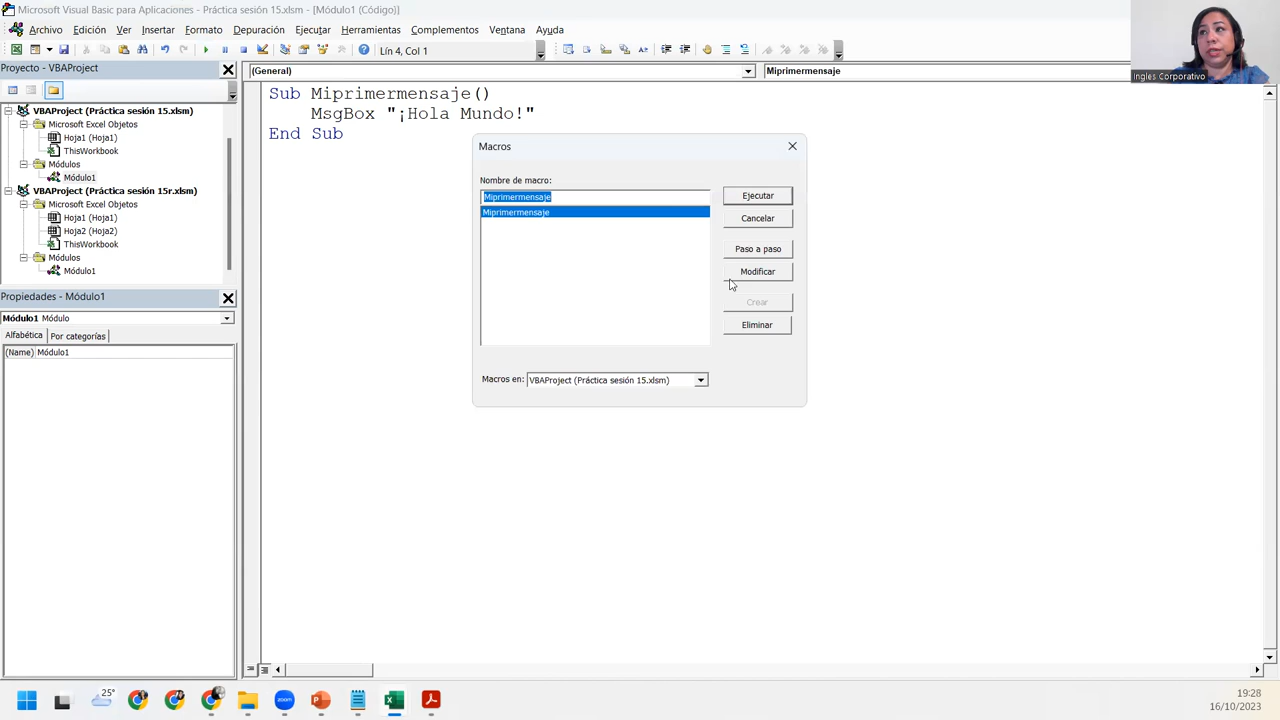 Microsoft Visual Basic para Aplicaciones - Práctica sesión 15.xlsm - [Módulo1 (Código)]
Archivo Edición Ver Insertar Formato Depuración Ejecutar Herramientas Complementos Ventana Ayuda
Lín 4, Col 1
Ingles Corporativo
Proyecto - VBAProject
(General)
Miprimermensaje
VBAProject (Práctica sesión 15.xlsm)
Microsoft Excel Objetos
Hoja1 (Hoja1)
ThisWorkbook
Módulos
Módulo1
VBAProject (Práctica sesión 15r.xlsm)
Microsoft Excel Objetos
Hoja1 (Hoja1)
Hoja2 (Hoja2)
ThisWorkbook
Módulos
Módulo1
Propiedades - Módulo1
Módulo1 Módulo
Alfabética Por categorías
(Name) Módulo1
Sub Miprimermensaje()
MsgBox "¡Hola Mundo!"
End Sub
Macros
Nombre de macro:
Miprimermensaje
Miprimermensaje
Ejecutar
Cancelar
Paso a paso
Modificar
Crear
Eliminar
Macros en: VBAProject (Práctica sesión 15.xlsm)
25°
zoom
19:28
16/10/2023